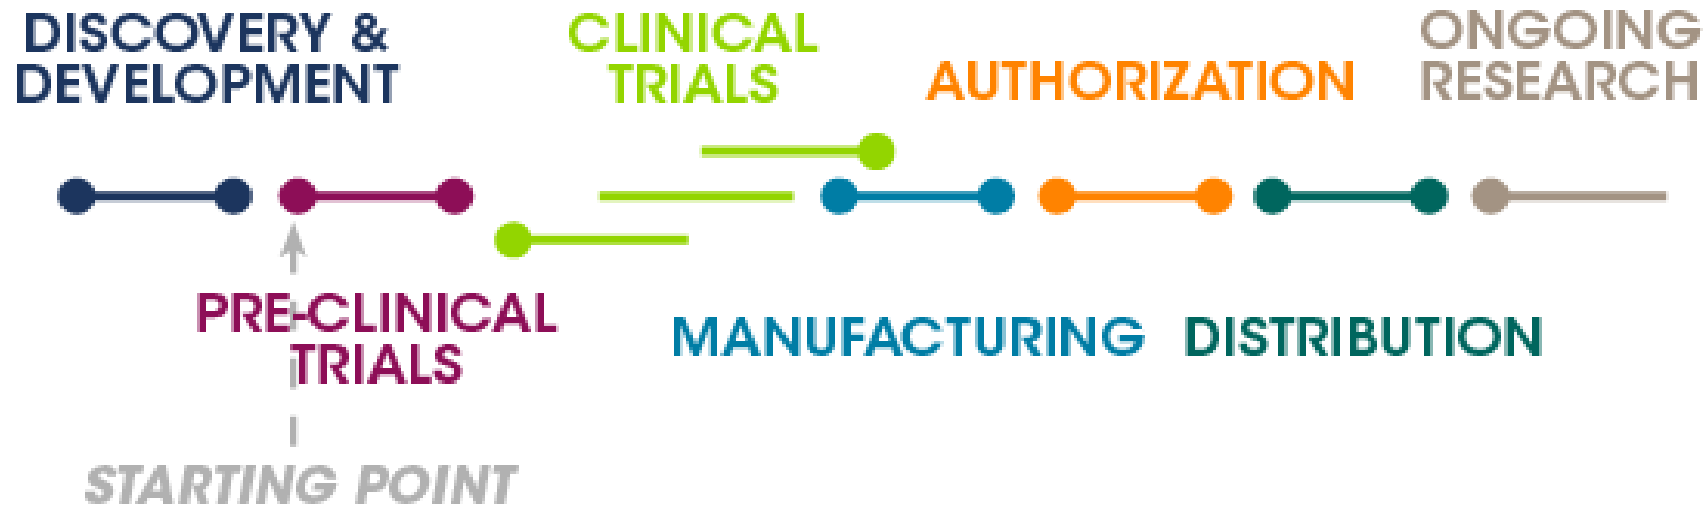 DISCOVERY &
DEVELOPMENT
CLINICAL
TRIALS
AUTHORIZATION
ONGOING
RESEARCH
PRE-CLINICAL
TRIALS
MANUFACTURING
DISTRIBUTION
STARTING POINT